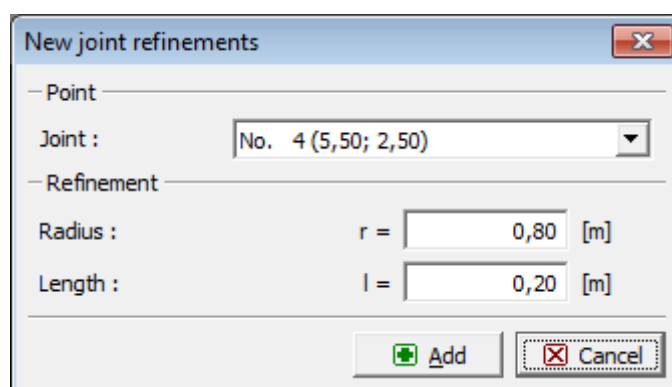 New joint refinements
Point
Joint : No. 4 (5,50; 2,50)
Refinement
Radius : r = 0,80 [m]
Length : l = 0,20 [m]
Add Cancel